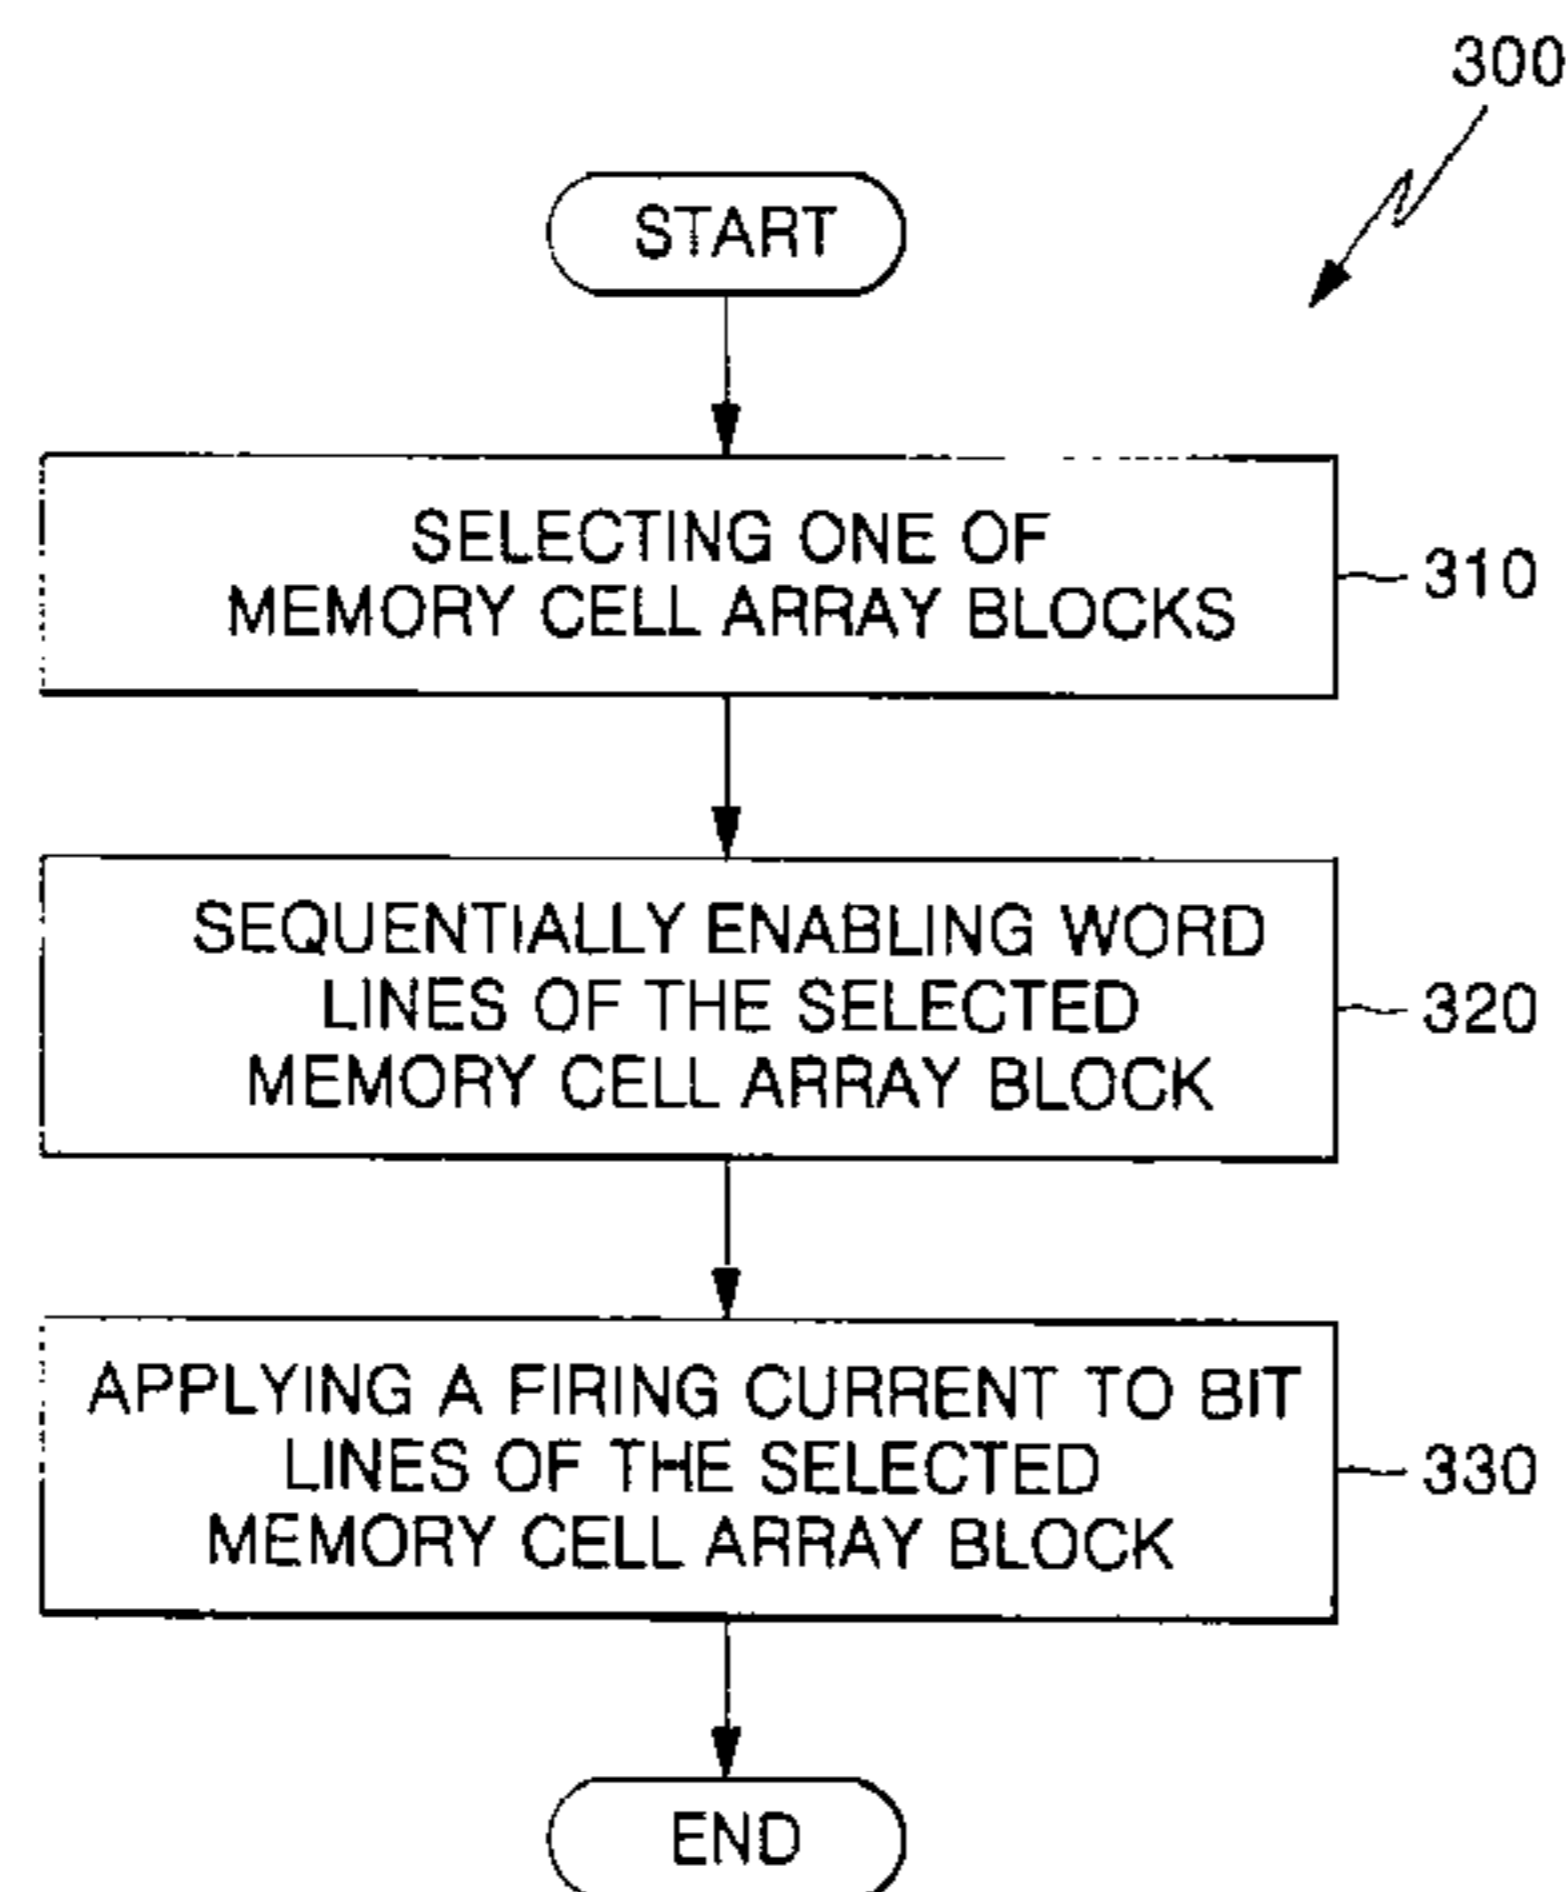 300
START
SELECTING ONE OF
MEMORY CELL ARRAY BLOCKS
310
SEQUENTIALLY ENABLING WORD
LINES OF THE SELECTED
MEMORY CELL ARRAY BLOCK
320
APPLYING A FIRING CURRENT TO BIT
LINES OF THE SELECTED
MEMORY CELL ARRAY BLOCK
330
END